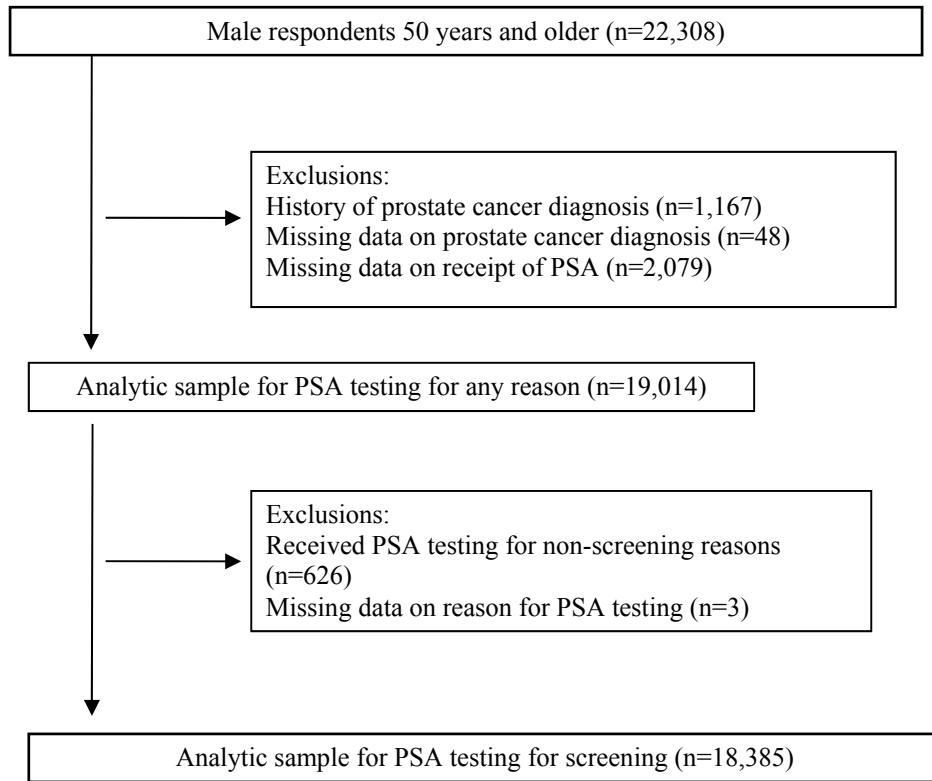 Male respondents 50 years and older (n=22,308)
Exclusions:
History of prostate cancer diagnosis (n=1,167)
Missing data on prostate cancer diagnosis (n=48)
Missing data on receipt of PSA (n=2,079)
Analytic sample for PSA testing for any reason (n=19,014)
Exclusions:
Received PSA testing for non-screening reasons
(n=626)
Missing data on reason for PSA testing (n=3)
Analytic sample for PSA testing for screening (n=18,385)